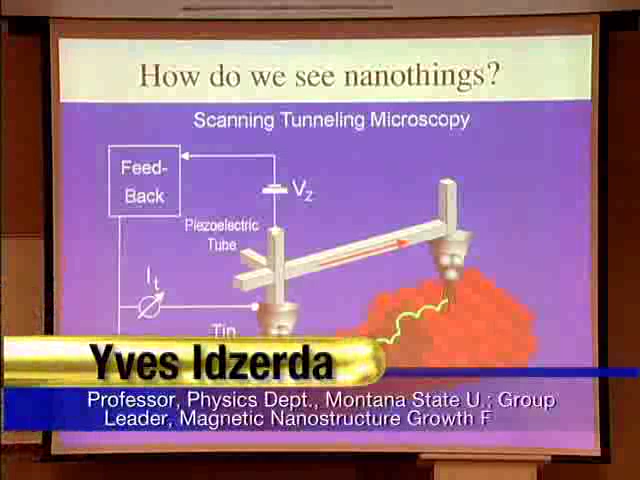 How do we see nanothings?
Scanning Tunneling Microscopy
Feed-
Back
Vz
Piezoelectric
Tube
It
Yves Idzerda
Professor, Physics Dept., Montana State U.; Group
Leader, Magnetic Nanostructure Growth F